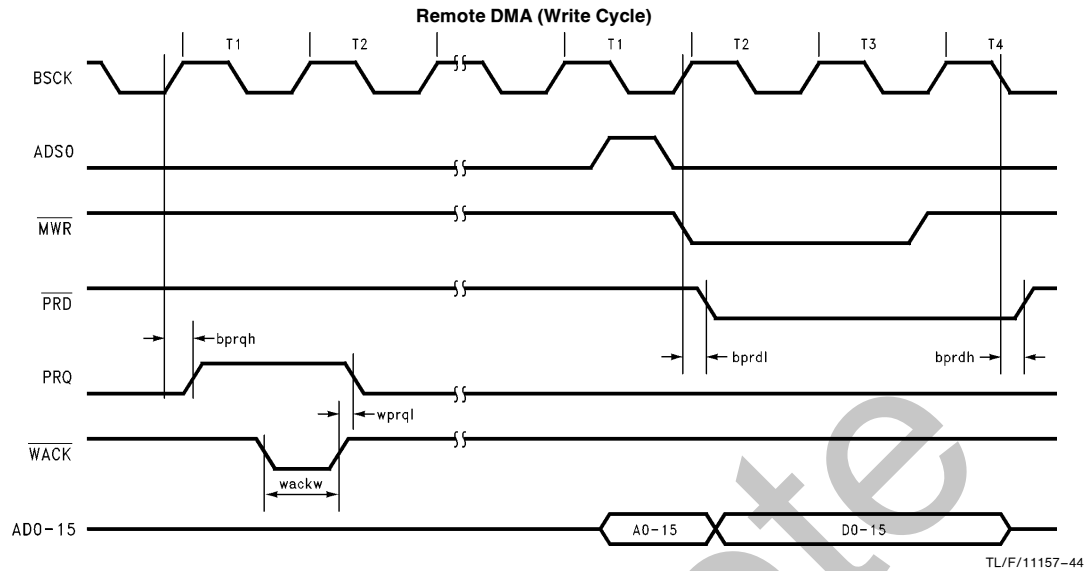 Remote DMA (Write Cycle)
T1 T2 T1 T2 T3 T4
BSCK
ADS0
MWR
PRD
bprqh
bprdl
bprdh
PRQ
wprql
WACK
wackw
AD0-15
A0-15
D0-15
TL/F/11157-44